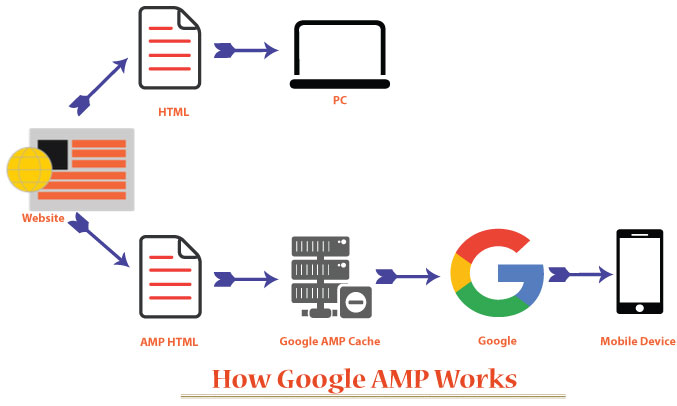 HTML
PC
Website
AMP HTML
Google AMP Cache
Google
Mobile Device
How Google AMP Works